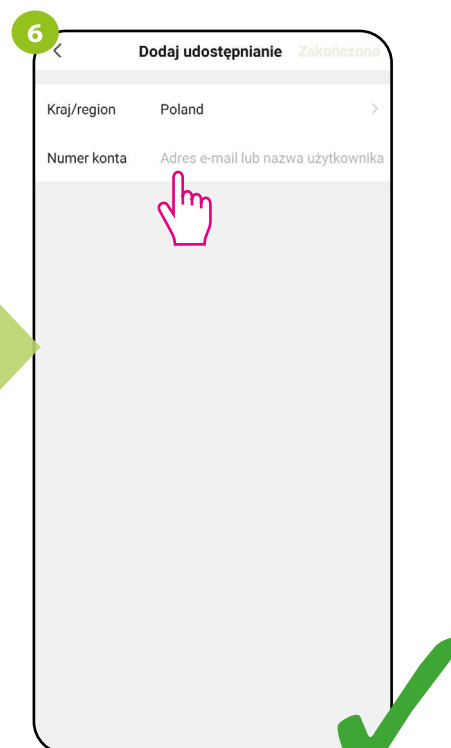 6
Dodaj udostępnianie Zakończono
Kraj/region Poland
Numer konta Adres e-mail lub nazwa użytkownika